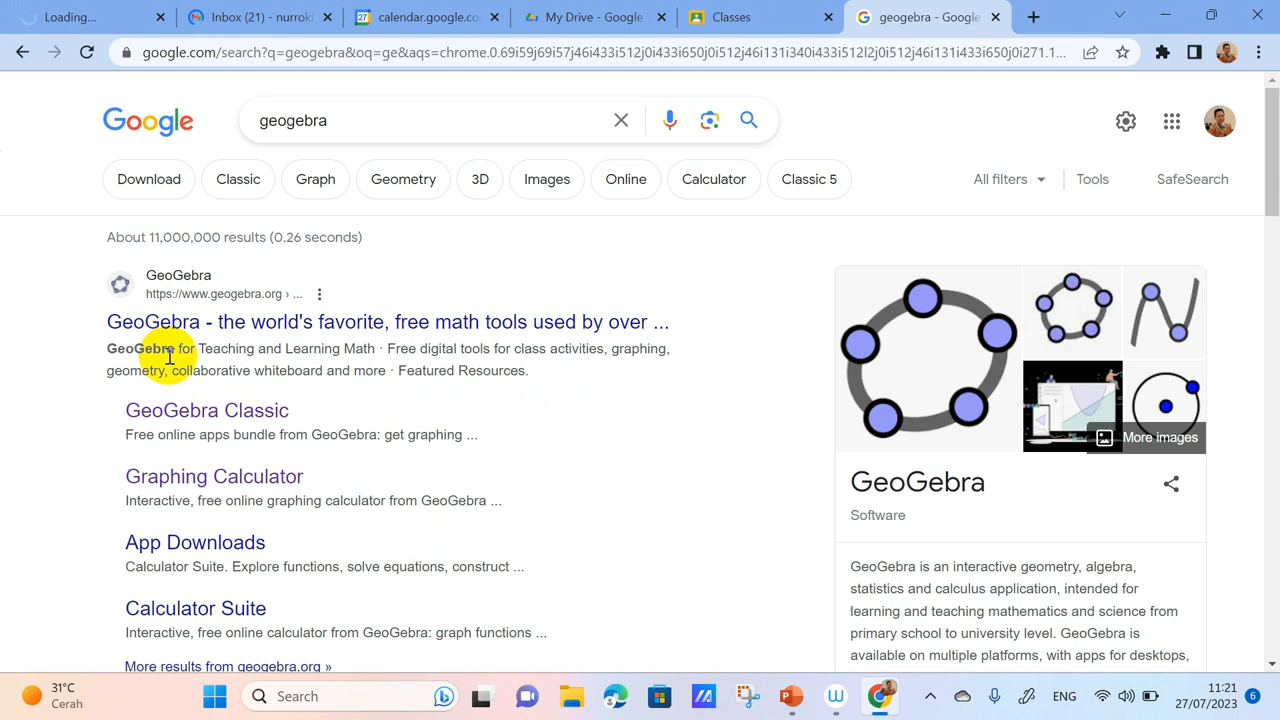 Loading...
Inbox (21) - nurrokl
calendar.google.co
My Drive - Google
Classes
geogebra - Google
google.com/search?q=geogebra&oq=ge&aqs=chrome.0.69i59j69i57j46i433i512j0i433i650j0i433i512j46i131i340i433i512l2j0i512j46i131i433i650j0i271.1...
Google
geogebra
Download
Classic
Graph
Geometry
3D
Images
Online
Calculator
Classic 5
All filters
Tools
SafeSearch
About 11,000,000 results (0.26 seconds)
GeoGebra
https://www.geogebra.org › ...
GeoGebra - the world's favorite, free math tools used by over ...
GeoGebra for Teaching and Learning Math · Free digital tools for class activities, graphing,
geometry, collaborative whiteboard and more · Featured Resources.
GeoGebra Classic
Free online apps bundle from GeoGebra: get graphing ...
Graphing Calculator
Interactive, free online graphing calculator from GeoGebra ...
App Downloads
Calculator Suite. Explore functions, solve equations, construct ...
Calculator Suite
Interactive, free online calculator from GeoGebra: graph functions ...
More results from geogebra.org »
More images
GeoGebra
Software
GeoGebra is an interactive geometry, algebra,
statistics and calculus application, intended for
learning and teaching mathematics and science from
primary school to university level. GeoGebra is
available on multiple platforms, with apps for desktops,
31°C
Cerah
Search
ENG
11:21
27/07/2023
6